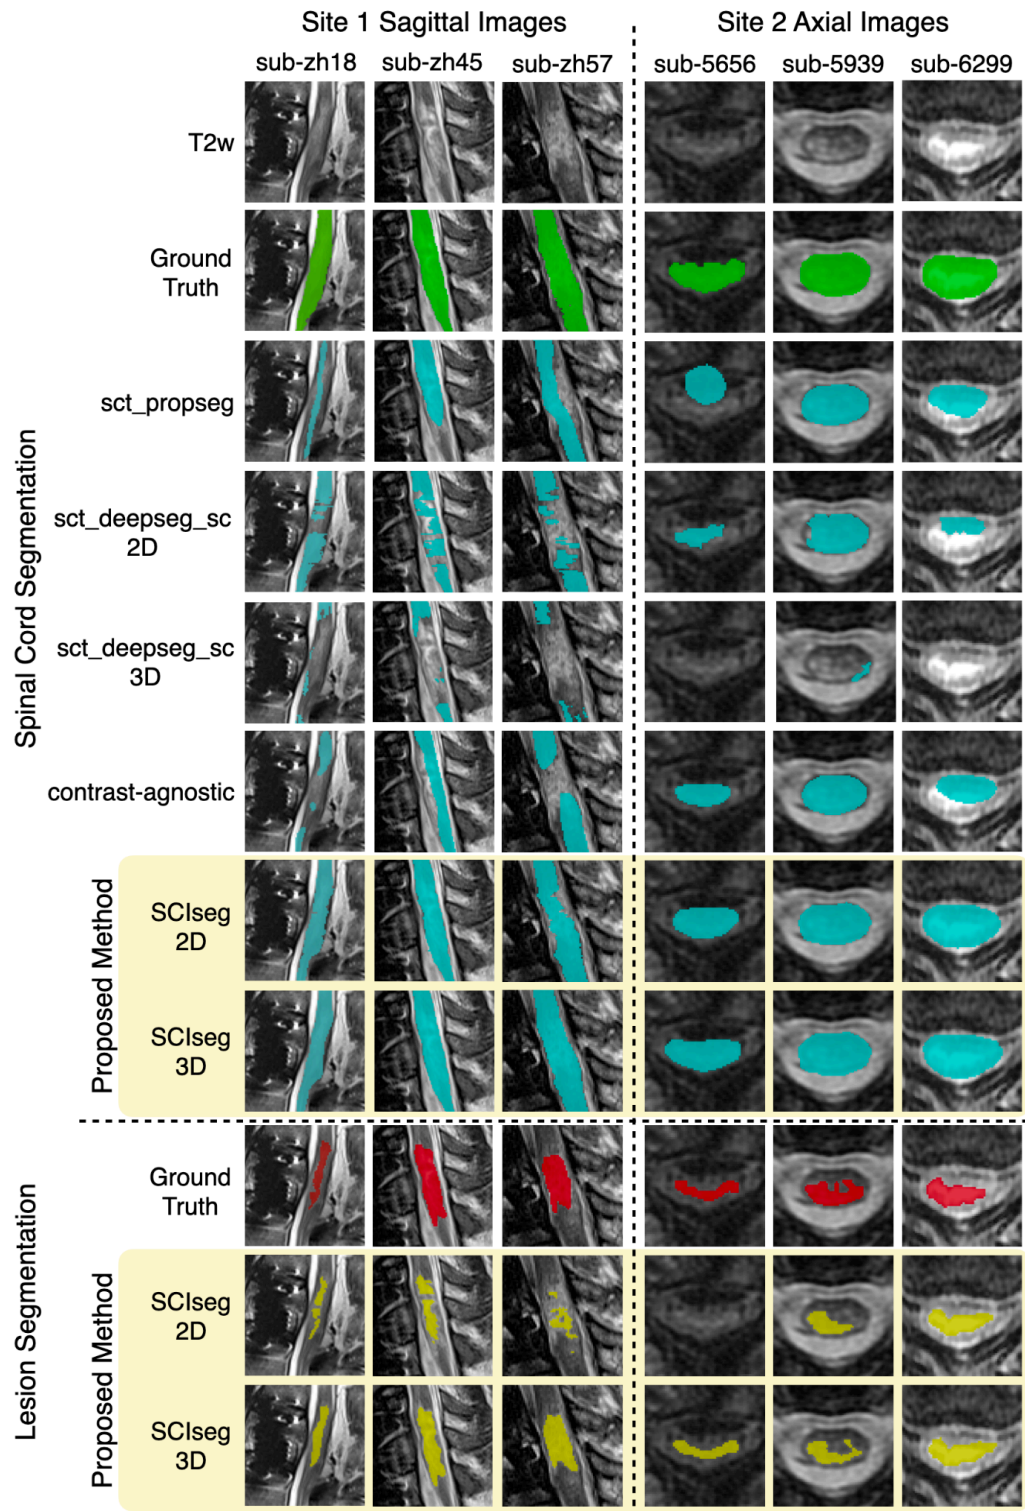 Site 1 Sagittal Images
Site 2 Axial Images
sub-zh18
sub-zh45
sub-zh57
sub-5656
sub-5939
sub-6299
Spinal Cord Segmentation
T2w
Ground
Truth
sct_propseg
sct_deepseg_sc
2D
sct_deepseg_sc
3D
contrast-agnostic
Proposed Method
SCIseg
2D
SCIseg
3D
Lesion Segmentation
Ground
Truth
Proposed Method
SCIseg
2D
SCIseg
3D